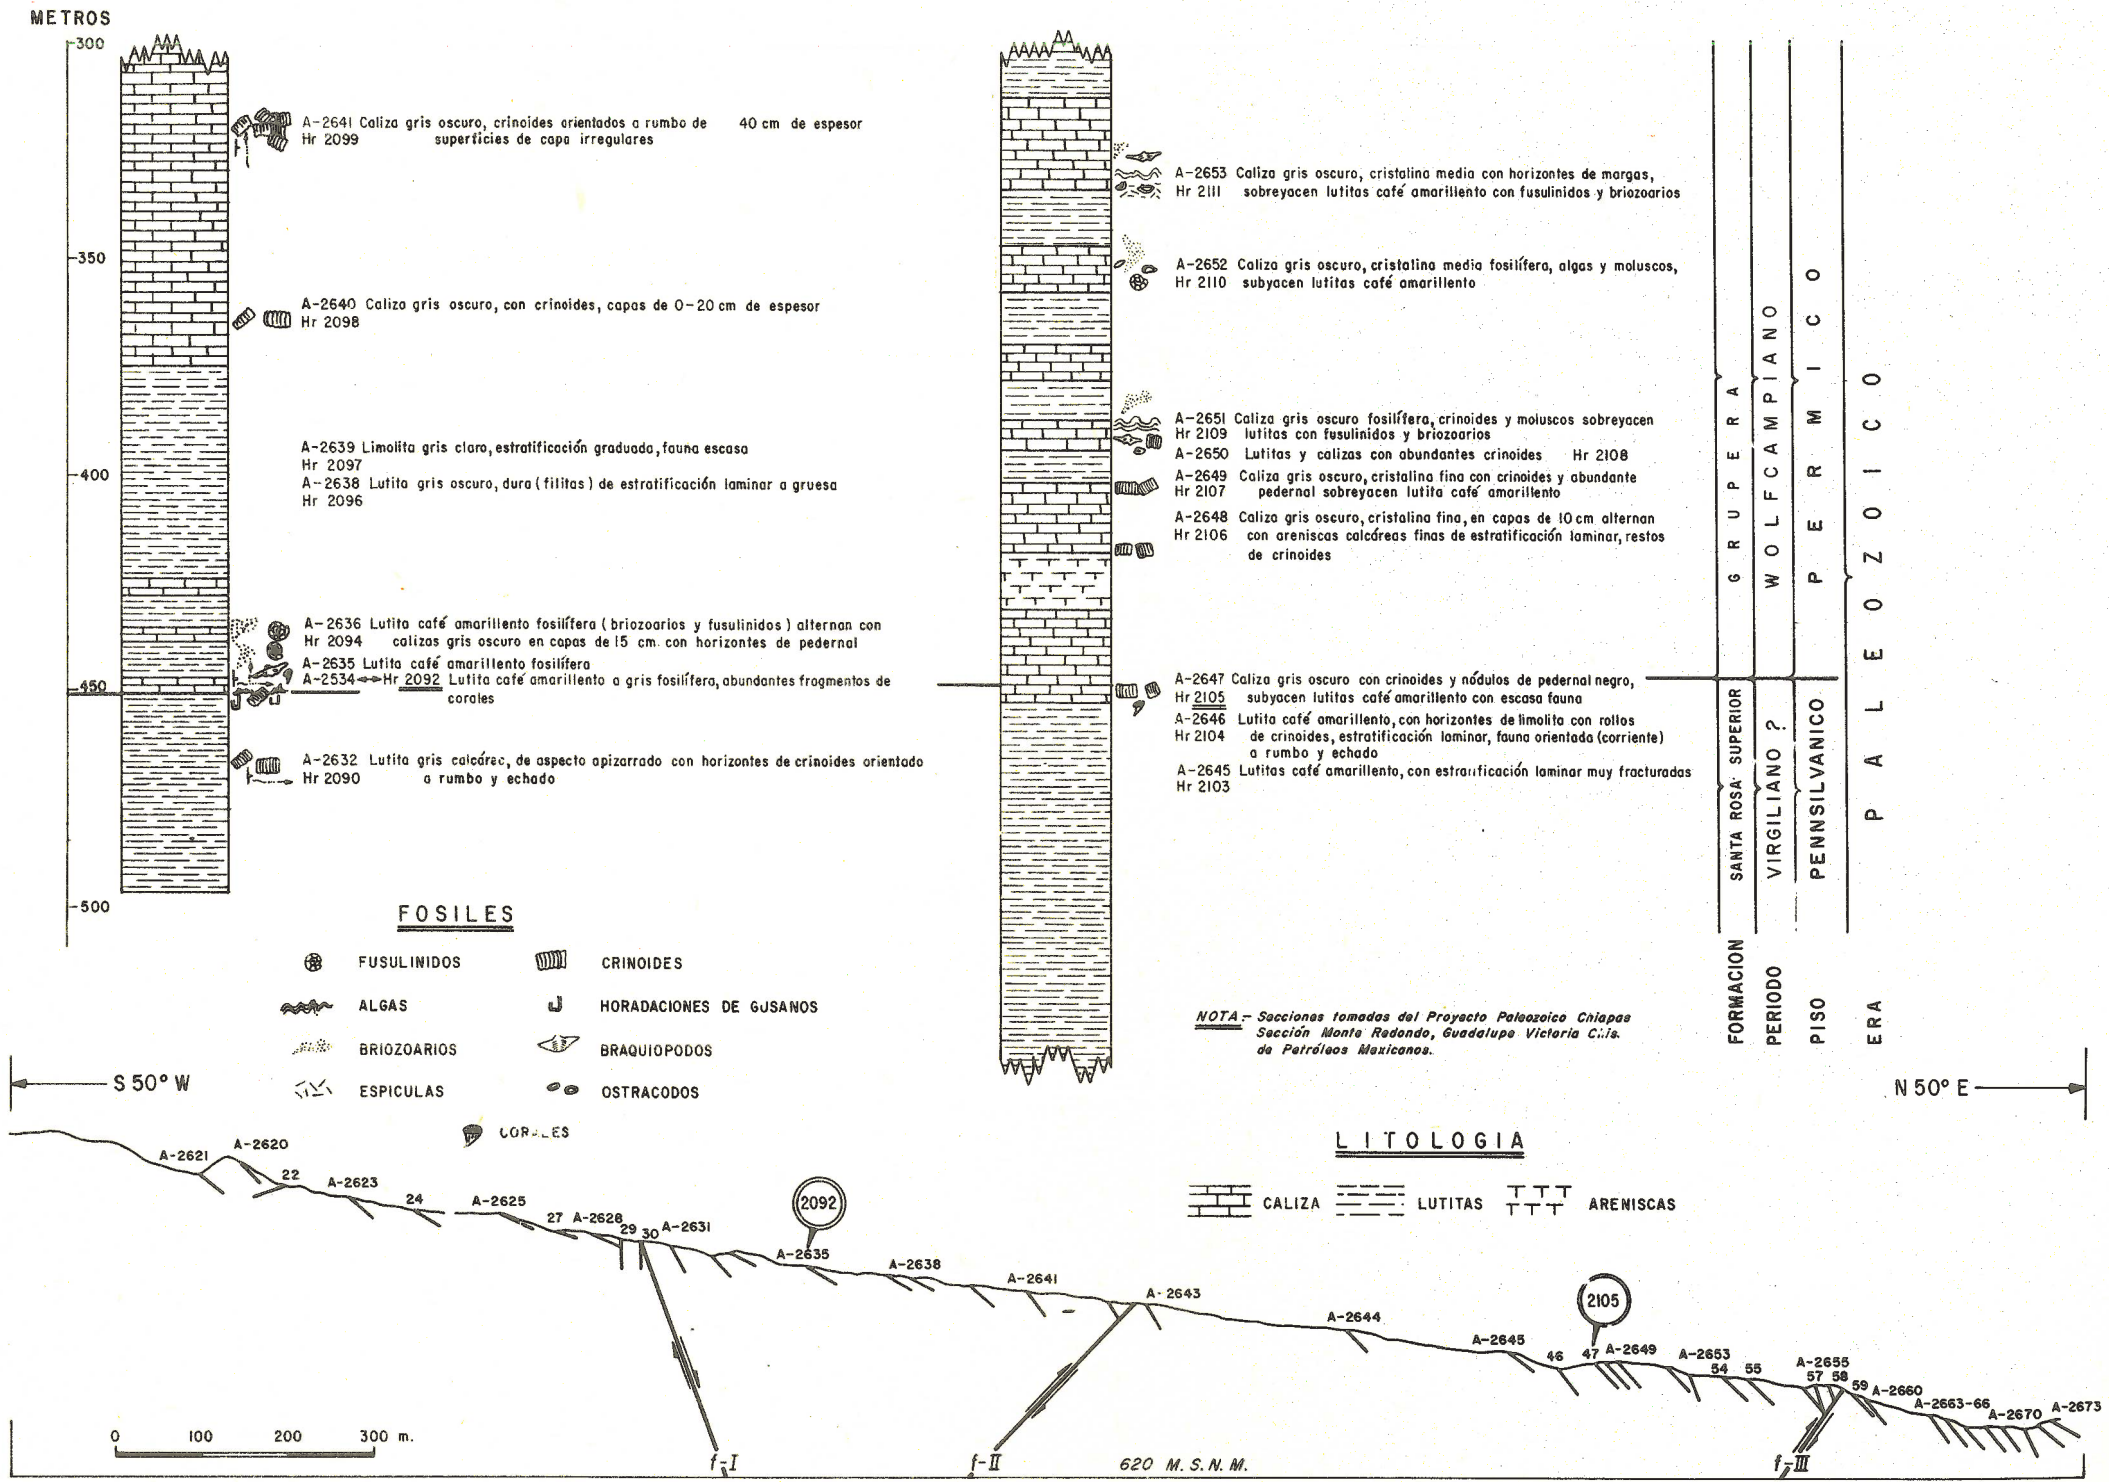 METROS
300
350
400
450
500
A-2641 Caliza gris oscuro, crinoides orientados a rumbo de 40 cm de espesor
Hr 2099 superficies de capa irregulares
A-2640 Caliza gris oscuro, con crinoides, capas de 0-20 cm de espesor
Hr 2098
A-2639 Limolita gris claro, estratificación graduada, fauna escasa
Hr 2097
A-2638 Lutita gris oscuro, dura (filitas) de estratificación laminar a gruesa
Hr 2096
A-2636 Lutita café amarillento fosilífera (briozoarios y fusulinidos) alternan con
Hr 2094 calizas gris oscuro en capas de 15 cm. con horizontes de pedernal
A-2635 Lutita café amarillento fosilífera
A-2534 ↔ Hr 2092 Lutita café amarillento a gris fosilífera, abundantes fragmentos de
corales
A-2632 Lutita gris calcárea, de aspecto apizarrado con horizontes de crinoides orientado
Hr 2090 a rumbo y echado
A-2653 Caliza gris oscuro, cristalina media con horizontes de margas,
Hr 2111 sobreyacen lutitas café amarillento con fusulinidos y briozoarios
A-2652 Caliza gris oscuro, cristalina media fosilífera, algas y moluscos,
Hr 2110 subyacen lutitas café amarillento
A-2651 Caliza gris oscuro fosilífera, crinoides y moluscos sobreyacen
Hr 2109 lutitas con fusulinidos y briozoarios
A-2650 Lutitas y calizas con abundantes crinoides Hr 2108
A-2649 Caliza gris oscuro, cristalina fina con crinoides y abundante
Hr 2107 pedernal sobreyacen lutita café amarillento
A-2648 Caliza gris oscuro, cristalina fina, en capas de 10 cm alternan
Hr 2106 con areniscas calcáreas finas de estratificación laminar, restos
de crinoides
A-2647 Caliza gris oscuro con crinoides y nódulos de pedernal negro,
Hr 2105 subyacen lutitas café amarillento con escasa fauna
A-2646 Lutita café amarillento, con horizontes de limolita con rollos
Hr 2104 de crinoides, estratificación laminar, fauna orientada (corriente)
a rumbo y echado
A-2645 Lutitas café amarillento, con estratificación laminar muy fracturadas
Hr 2103
GRUPERA
WOLFCAMPIANO
PERMICO
PALEOZOICO
SANTA ROSA SUPERIOR
VIRGILIANO ?
PENNSILVANICO
FORMACION
PERIODO
PISO
ERA
FOSILES
FUSULINIDOS
CRINOIDES
ALGAS
HORADACIONES DE GUSANOS
BRIOZOARIOS
BRAQUIOPODOS
ESPICULAS
OSTRACODOS
CORALES
NOTA:- Secciones tomadas del Proyecto Paleozoico Chiapas
Sección Monte Redondo, Guadalupe Victoria Chis.
de Petróleos Mexicanos.
S 50° W
N 50° E
LITOLOGIA
CALIZA
LUTITAS
ARENISCAS
A-2621
A-2620
22
A-2623
24
A-2625
27
A-2628
29
30
A-2631
2092
A-2635
A-2638
A-2641
A-2643
A-2644
A-2645
46
2105
47
A-2649
A-2653
54
55
A-2655
57
58
59
A-2660
A-2663-66
A-2670
A-2673
0 100 200 300 m.
f-I
f-II
620 M.S.N.M.
f-III